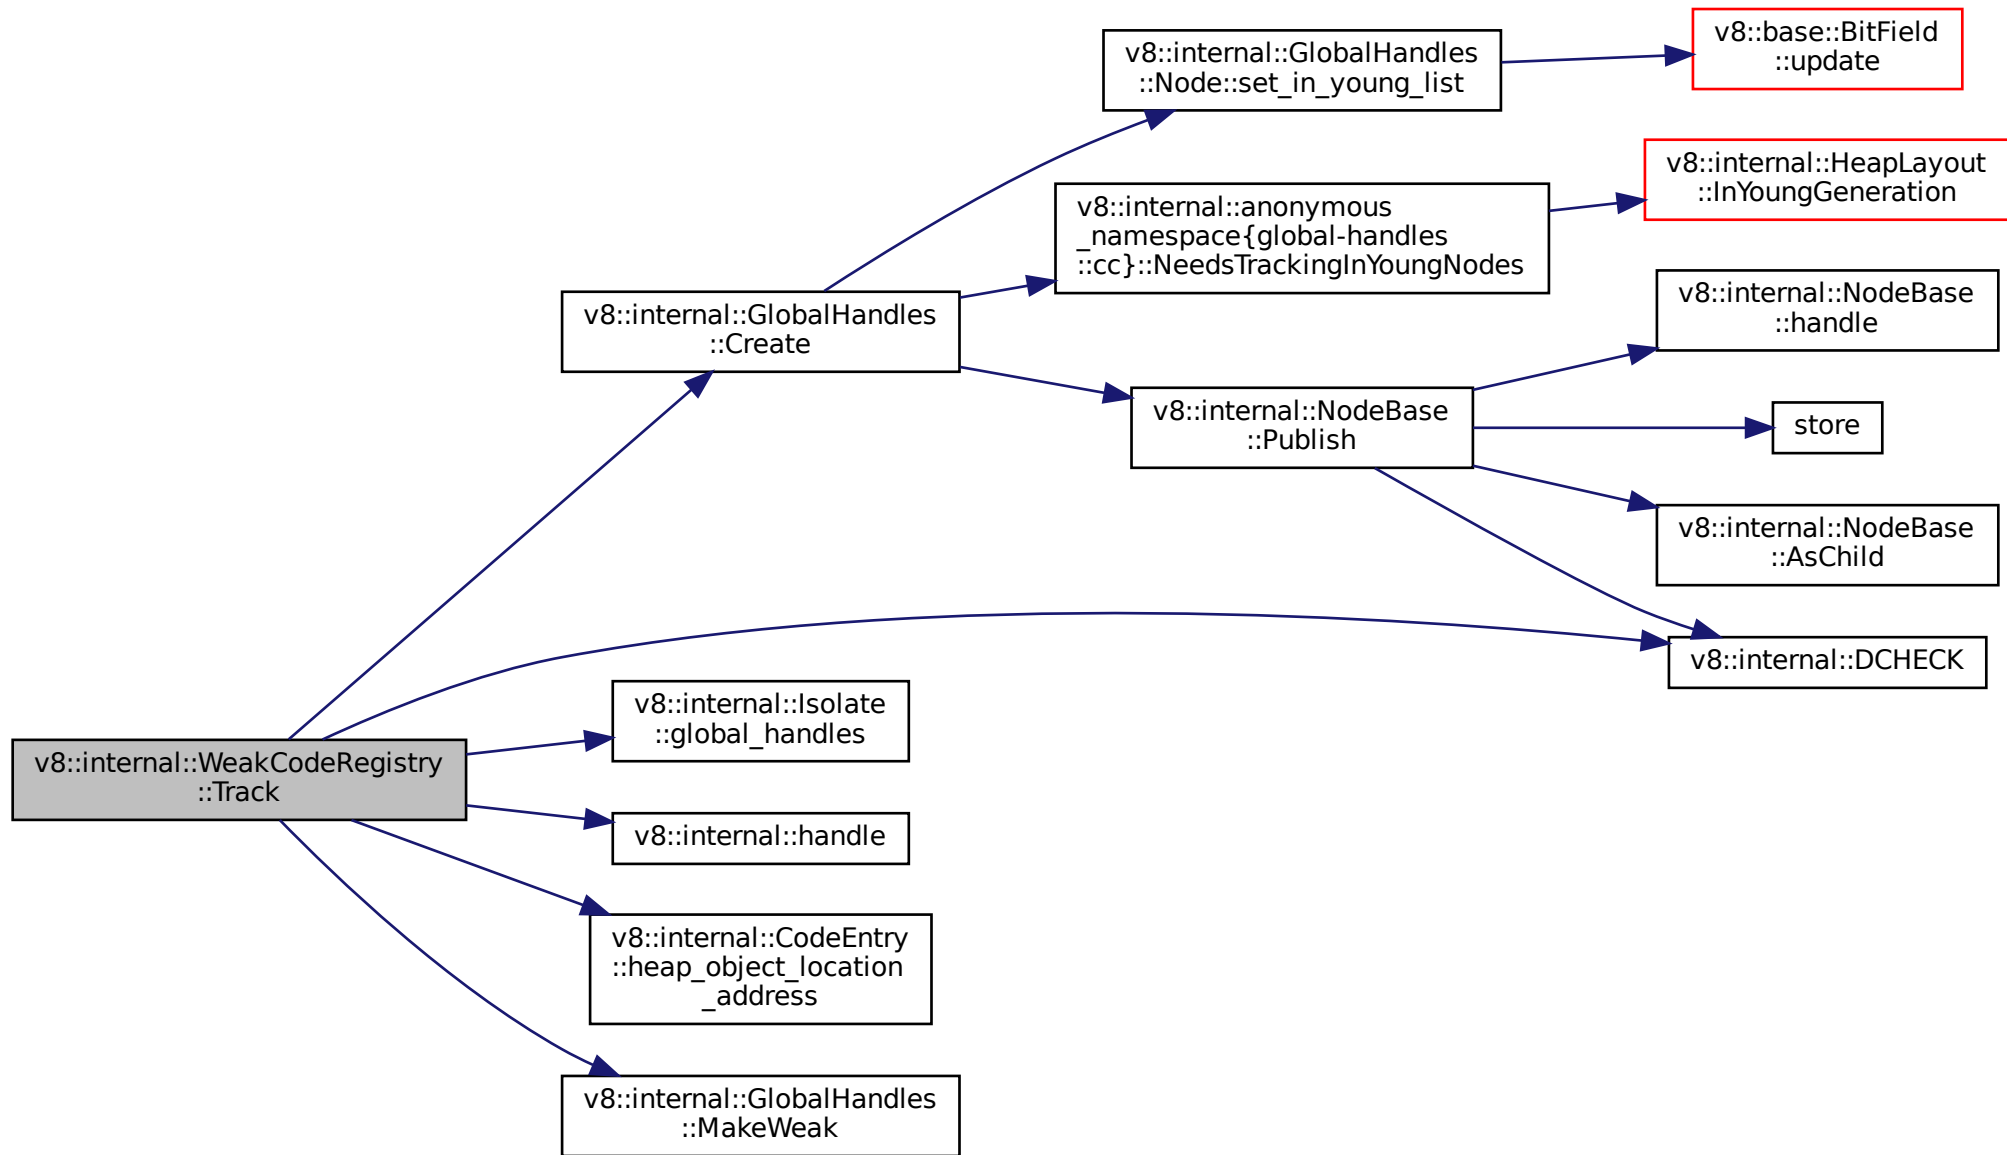 v8::internal::WeakCodeRegistry
::Track
v8::internal::GlobalHandles
::Create
v8::internal::GlobalHandles
::Node::set_in_young_list
v8::base::BitField
::update
v8::internal::anonymous
_namespace{global-handles
::cc}::NeedsTrackingInYoungNodes
v8::internal::HeapLayout
::InYoungGeneration
v8::internal::NodeBase
::Publish
v8::internal::NodeBase
::handle
store
v8::internal::NodeBase
::AsChild
v8::internal::DCHECK
v8::internal::Isolate
::global_handles
v8::internal::handle
v8::internal::CodeEntry
::heap_object_location
_address
v8::internal::GlobalHandles
::MakeWeak